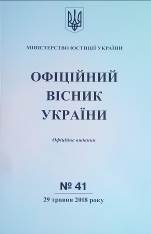 МІНІСТЕРСТВО ЮСТИЦІЇ УКРАЇНИ
ОФІЦІЙНИЙ
ВІСНИК
УКРАЇНИ
Офіційне видання
№ 41
29 травня 2018 року